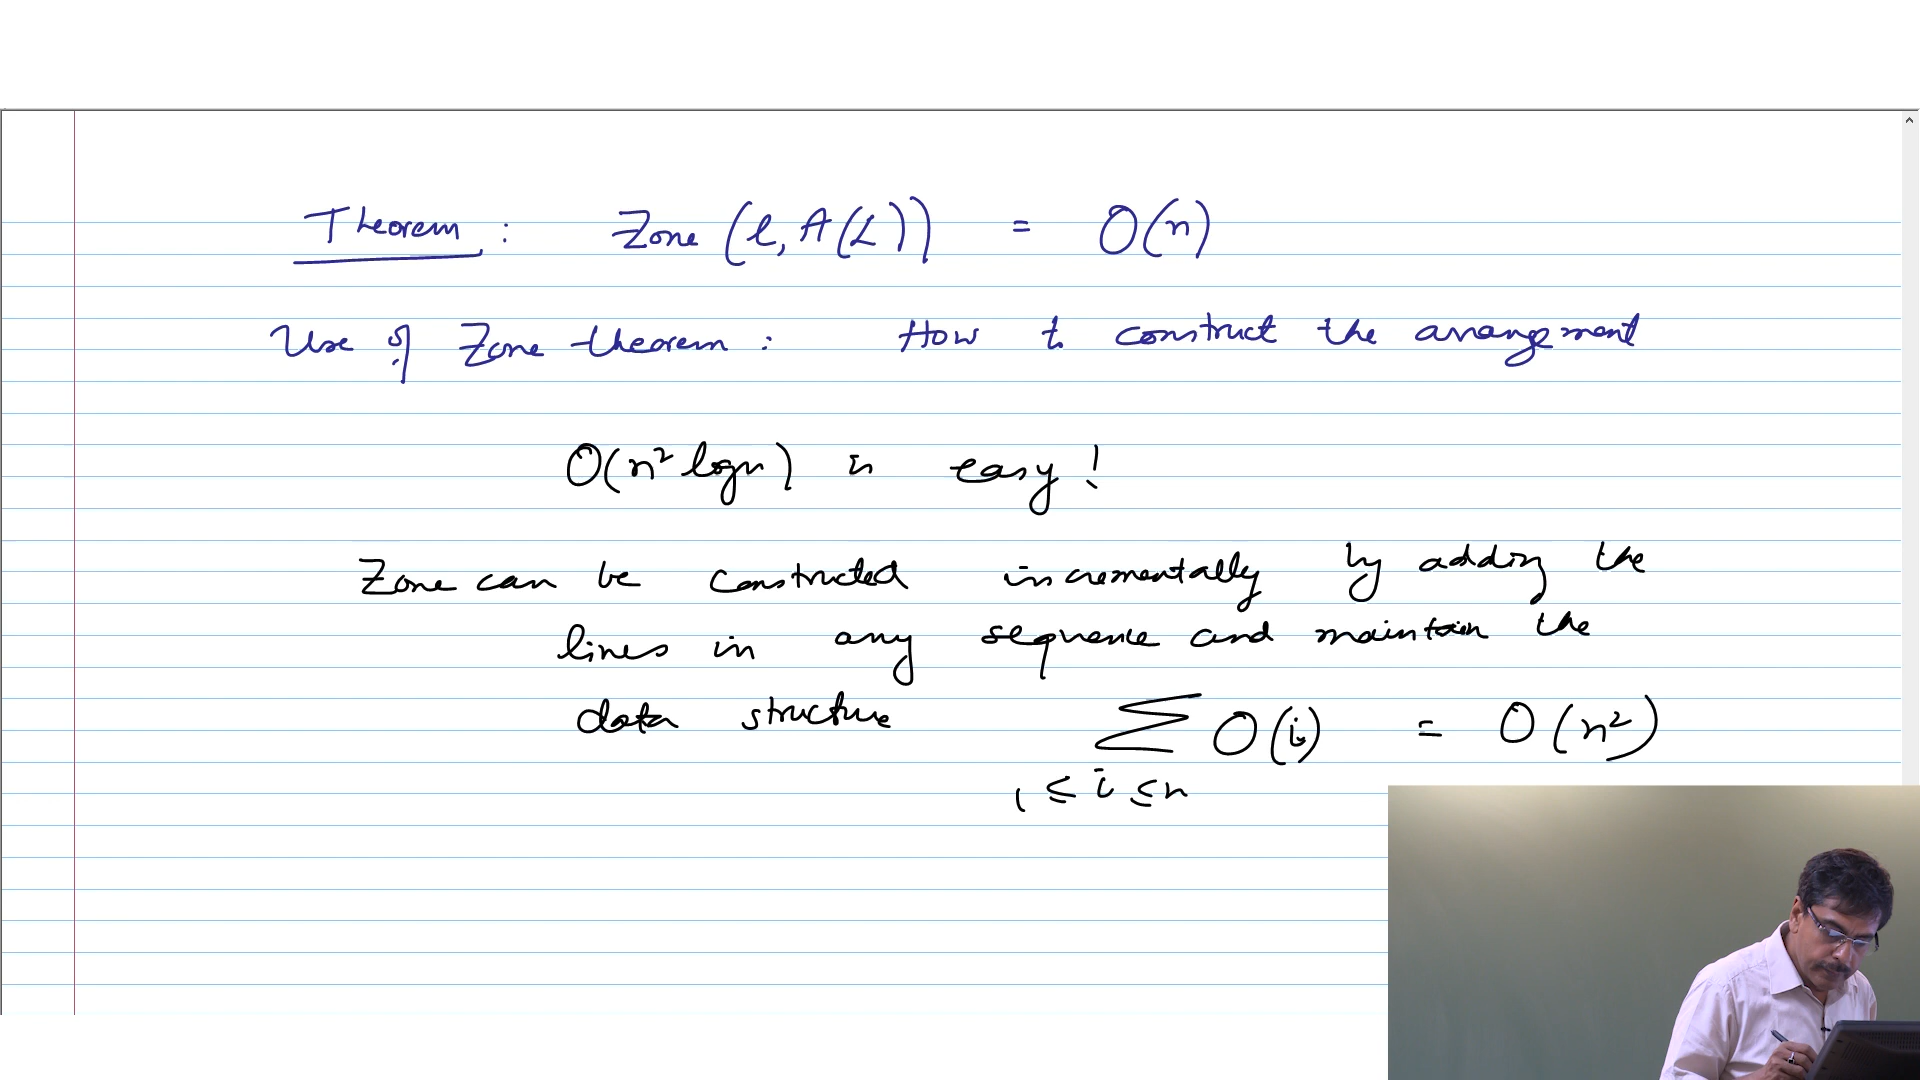 Theorem : Zone (l, A(L)) = O(n)
Use of Zone theorem : How to construct the arrangement
O(n² log n) is easy!
Zone can be constructed incrementally by adding the
lines in any sequence and maintain the
data structure ∑ O(i) = O(n²)
1 ≤ i ≤ n